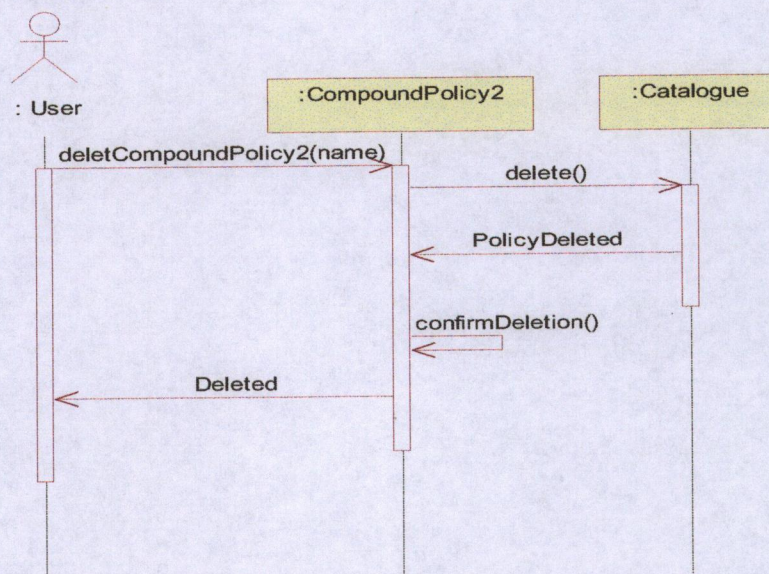 :CompoundPolicy2
:Catalogue
: User
deletCompoundPolicy2(name)
delete()
PolicyDeleted
confirmDeletion()
Deleted